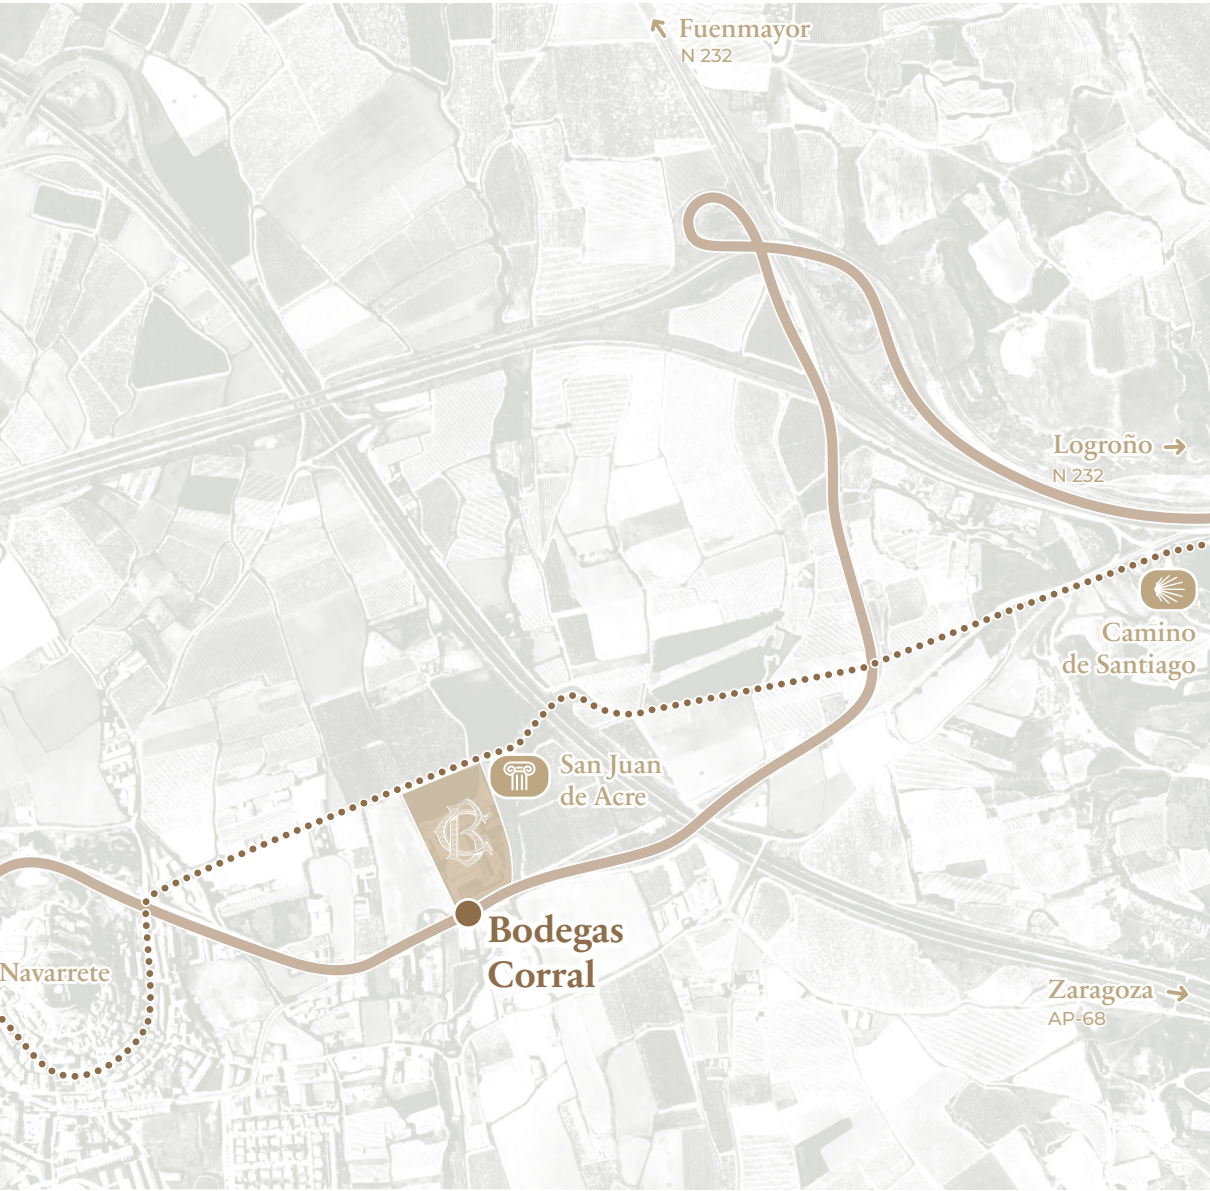 Fuenmayor
N 232
Logroño
N 232
Camino
de Santiago
San Juan
de Acre
Bodegas
Corral
Navarrete
Zaragoza
AP-68